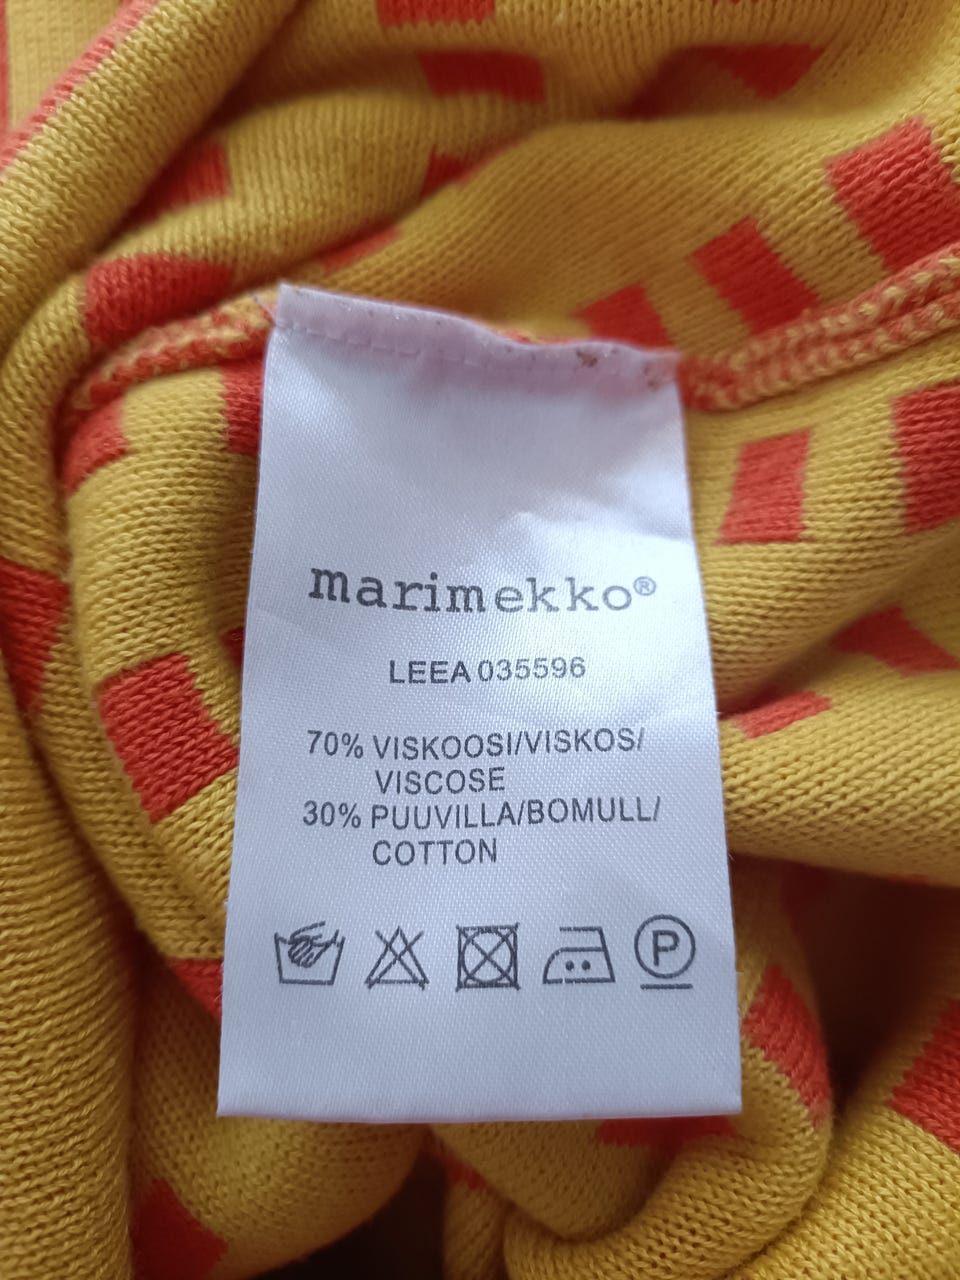 marimekko®
LEEA 035596
70% VISKOOSI/VISKOS/
VISCOSE
30% PUUVILLA/BOMULL/
COTTON
P